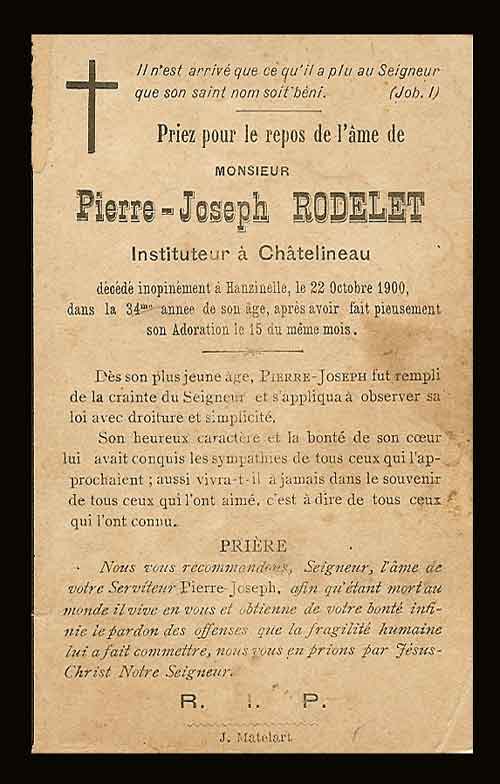 Il n'est arrivé que ce qu'il a plu au Seigneur
que son saint nom soit béni. (Job. I)
Priez pour le repos de l'âme de
MONSIEUR
Pierre-Joseph RODELET
Instituteur à Châtelineau
décédé inopinément à Hanzinelle, le 22 Octobre 1900,
dans la 34me année de son âge, après avoir fait pieusement
son Adoration le 15 du même mois.
Dès son plus jeune âge, PIERRE-JOSEPH fut rempli
de la crainte du Seigneur et s'appliqua à observer sa
loi avec droiture et simplicité.
Son heureux caractère et la bonté de son cœur
lui avait conquis les sympathies de tous ceux qui l'ap-
prochaient ; aussi vivra-t-il à jamais dans le souvenir
de tous ceux qui l'ont aimé, c'est à dire de tous ceux
qui l'ont connu.
PRIÈRE
Nous vous recommandons, Seigneur, l'âme de
votre Serviteur Pierre-Joseph, afin qu'étant mort au
monde il vive en vous et obtienne de votre bonté infi-
nie le pardon des offenses que la fragilité humaine
lui a fait commettre, nous vous en prions par Jésus-
Christ Notre Seigneur.
R. I. P.
J. Matelart